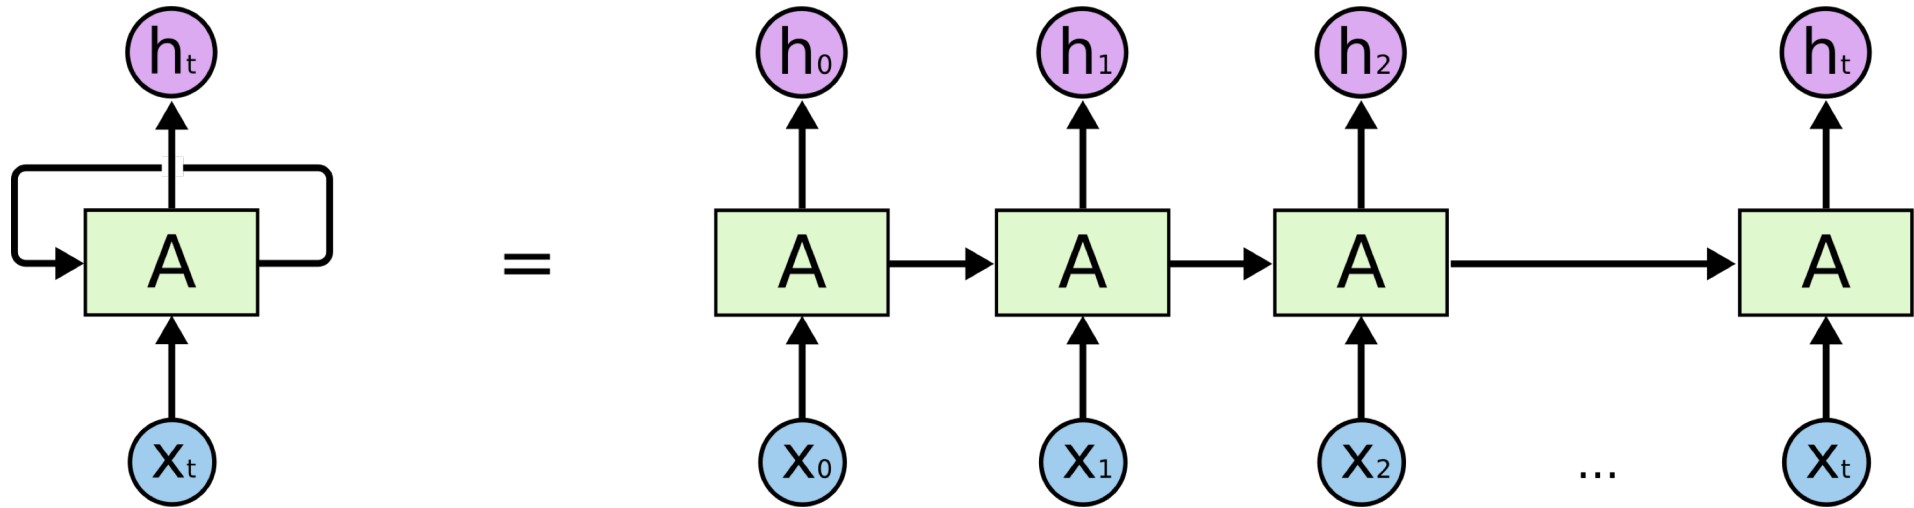 ht h0 h1 h2 ht
A = A A A A
xt x0 x1 x2 ... xt